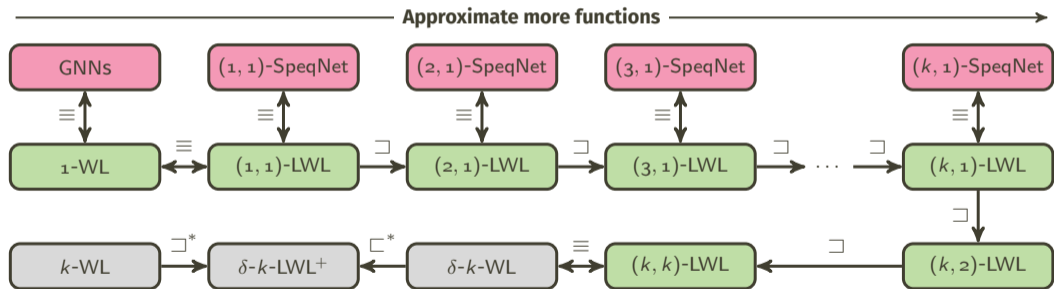 Approximate more functions
GNNs (1, 1)-SpeqNet (2, 1)-SpeqNet (3, 1)-SpeqNet (k, 1)-SpeqNet
≡ ≡ ≡ ≡ ≡
≡ ⊐ ⊐ ⊐ ⊐
1-WL (1, 1)-LWL (2, 1)-LWL (3, 1)-LWL ... (k, 1)-LWL
⊐
⊐* ⊏* ≡ ⊐
k-WL δ-k-LWL⁺ δ-k-WL (k, k)-LWL (k, 2)-LWL